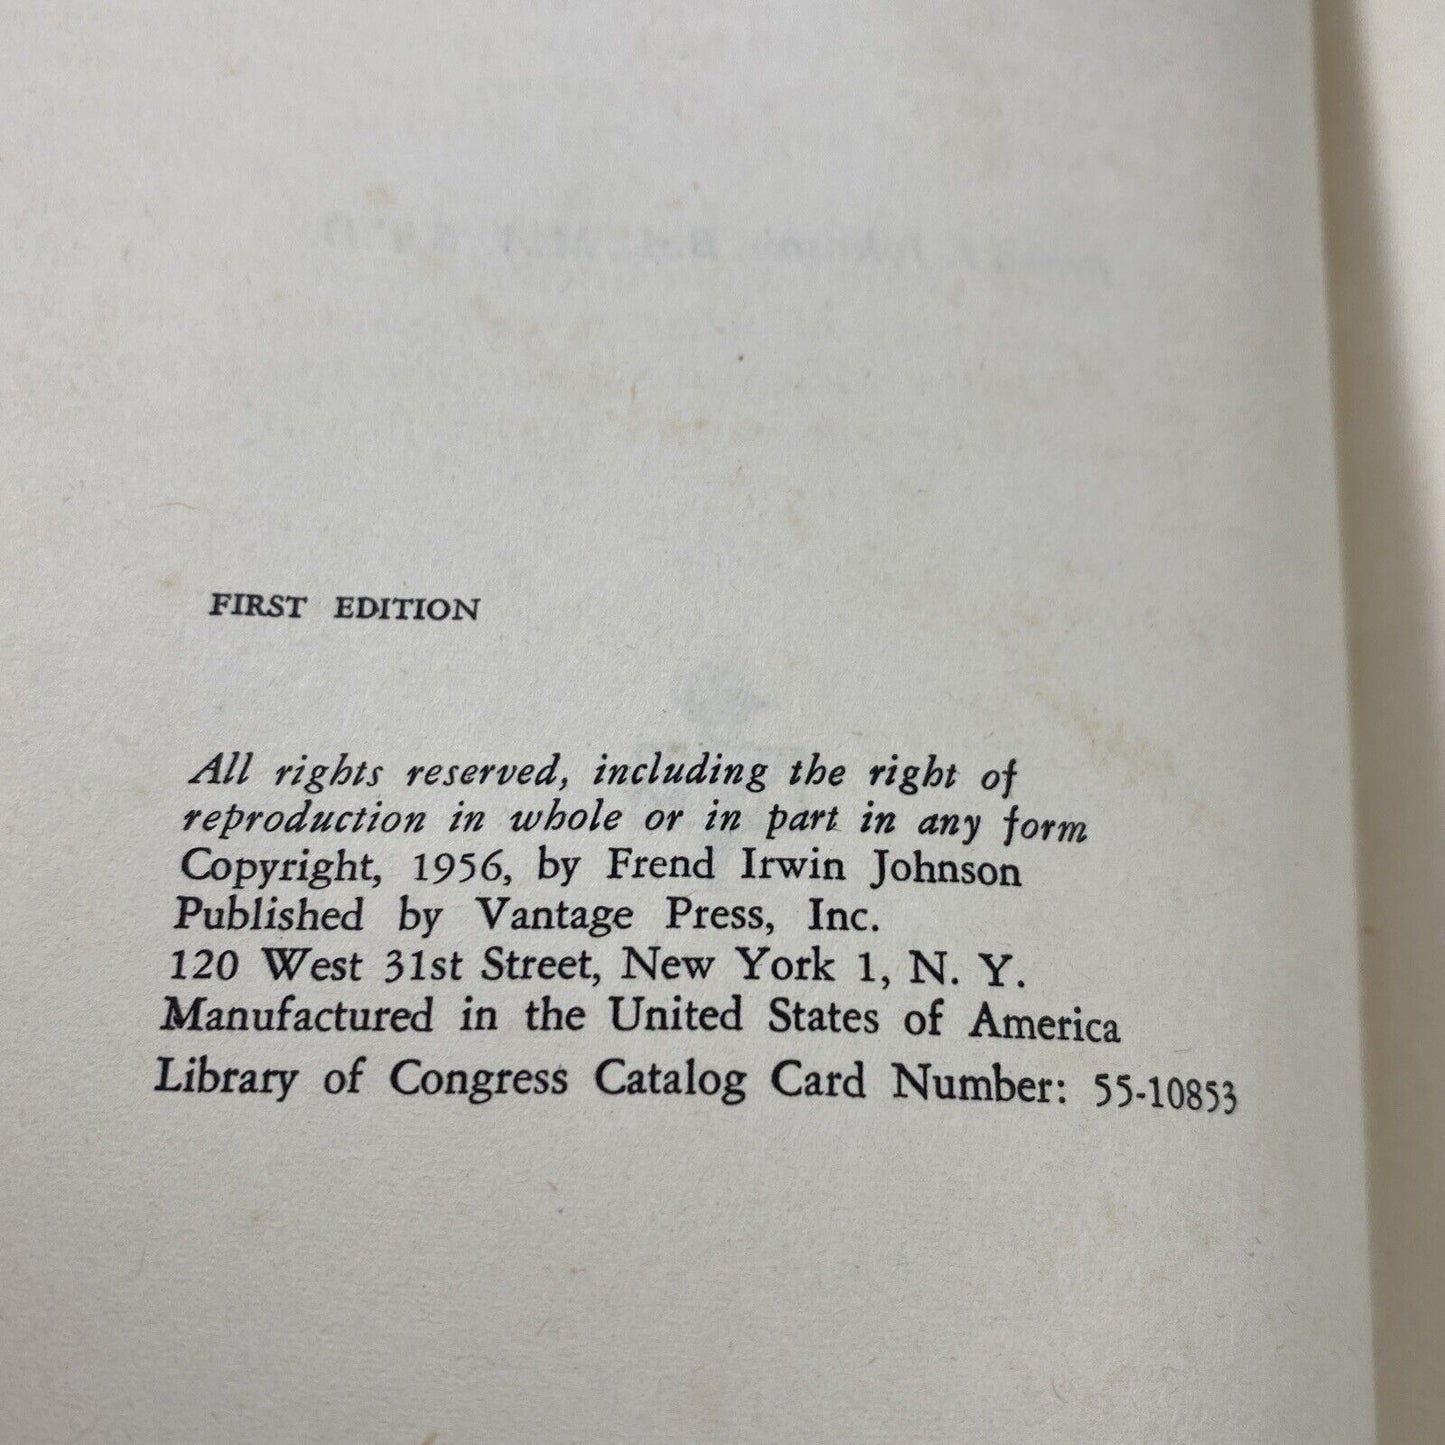 FIRST EDITION
All rights reserved, including the right of
reproduction in whole or in part in any form
Copyright, 1956, by Frend Irwin Johnson
Published by Vantage Press, Inc.
120 West 31st Street, New York 1, N. Y.
Manufactured in the United States of America
Library of Congress Catalog Card Number: 55-10853